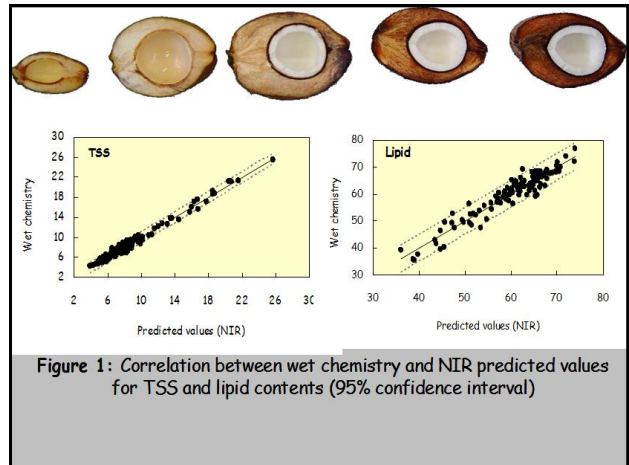 TSS
Wet chemistry
30
26
22
18
14
10
6
2
2 6 10 14 18 22 26 30
Predicted values (NIR)
Lipid
Wet chemistry
80
70
60
50
40
30
30 40 50 60 70 80
Predicted values (NIR)
Figure 1: Correlation between wet chemistry and NIR predicted values
for TSS and lipid contents (95% confidence interval)